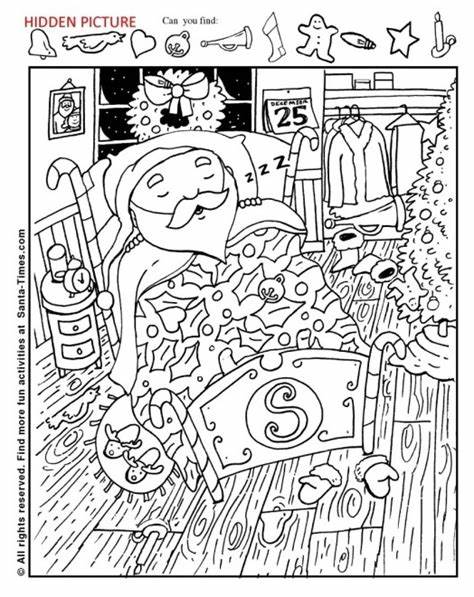 HIDDEN PICTURE
Can you find:
DECEMBER
25
z z Z
S
© All rights reserved. Find more fun activities at Santa-Times.com